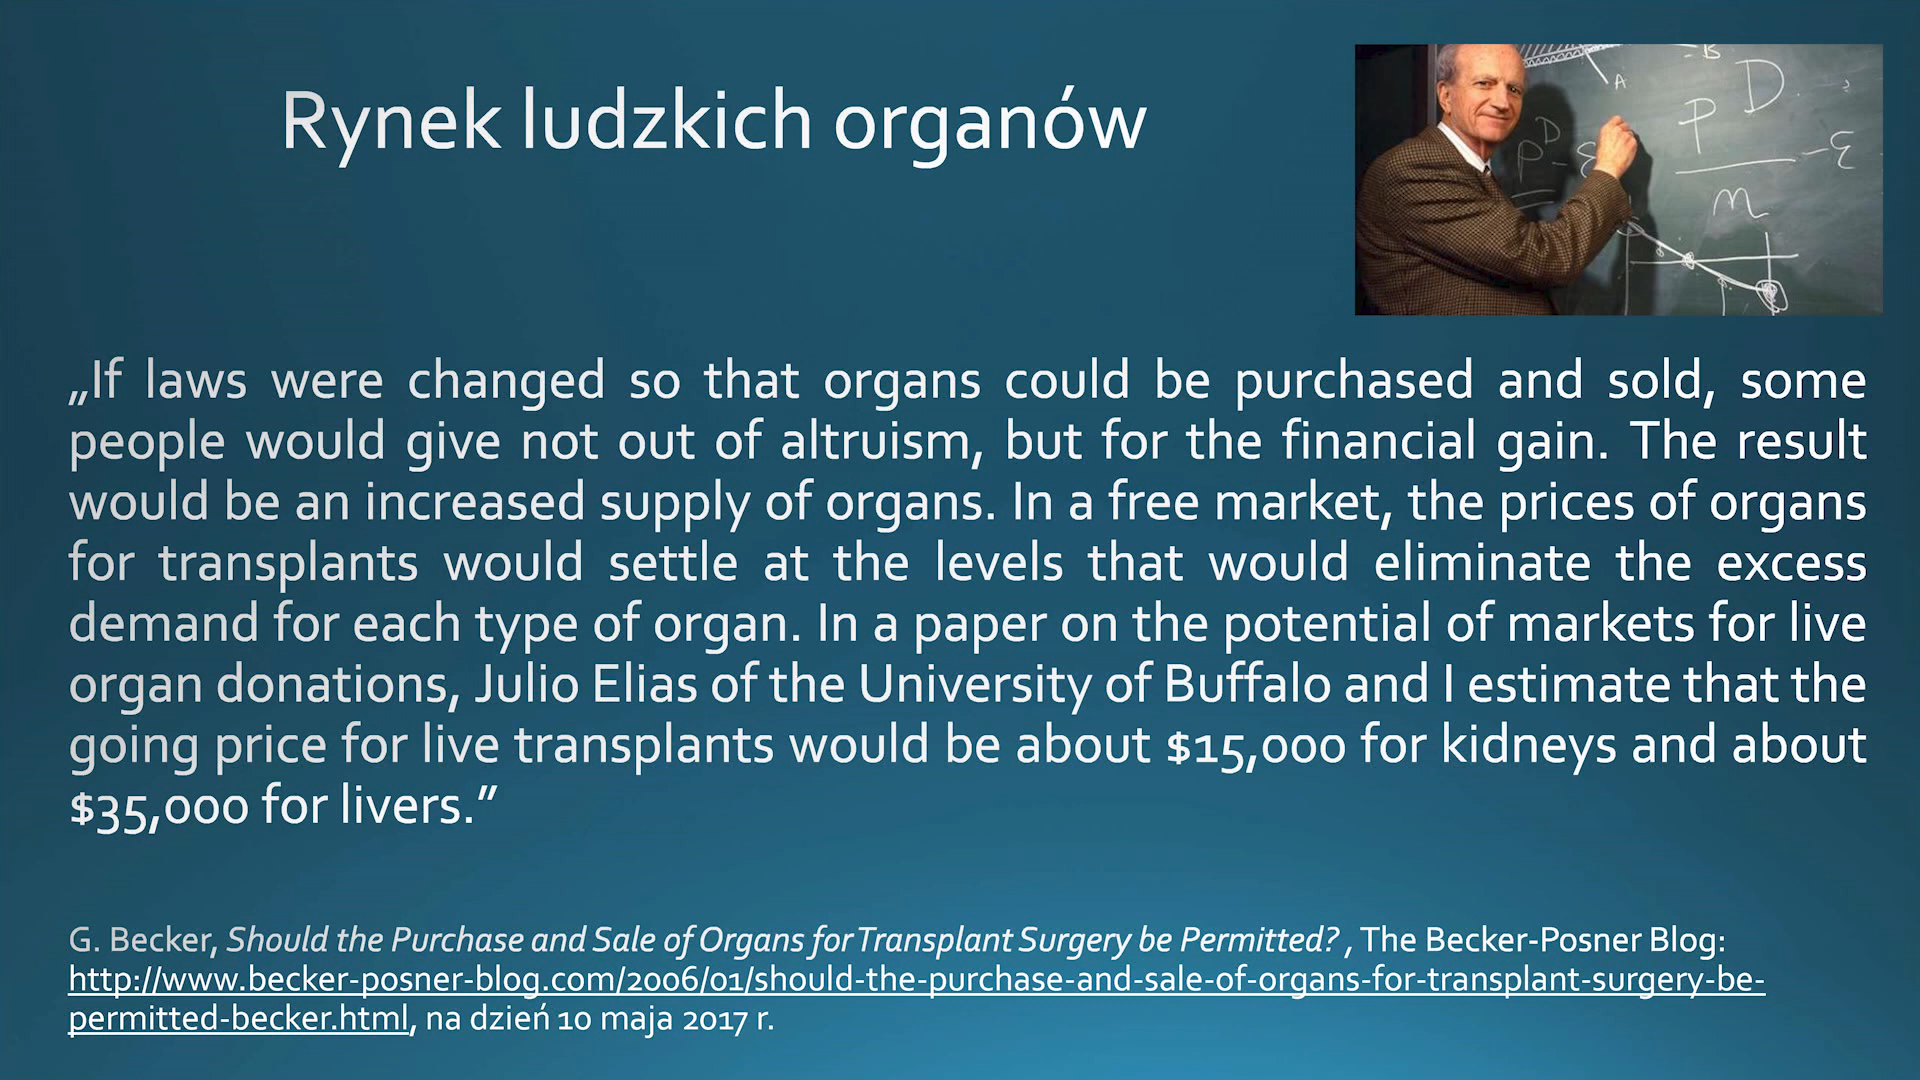 Rynek ludzkich organów
B
A
D
P
- ε
m
P D - ε
„If laws were changed so that organs could be purchased and sold, some
people would give not out of altruism, but for the financial gain. The result
would be an increased supply of organs. In a free market, the prices of organs
for transplants would settle at the levels that would eliminate the excess
demand for each type of organ. In a paper on the potential of markets for live
organ donations, Julio Elias of the University of Buffalo and I estimate that the
going price for live transplants would be about $15,000 for kidneys and about
$35,000 for livers.”
G. Becker, Should the Purchase and Sale of Organs for Transplant Surgery be Permitted? , The Becker-Posner Blog:
http://www.becker-posner-blog.com/2006/01/should-the-purchase-and-sale-of-organs-for-transplant-surgery-be-
permitted-becker.html, na dzień 10 maja 2017 r.